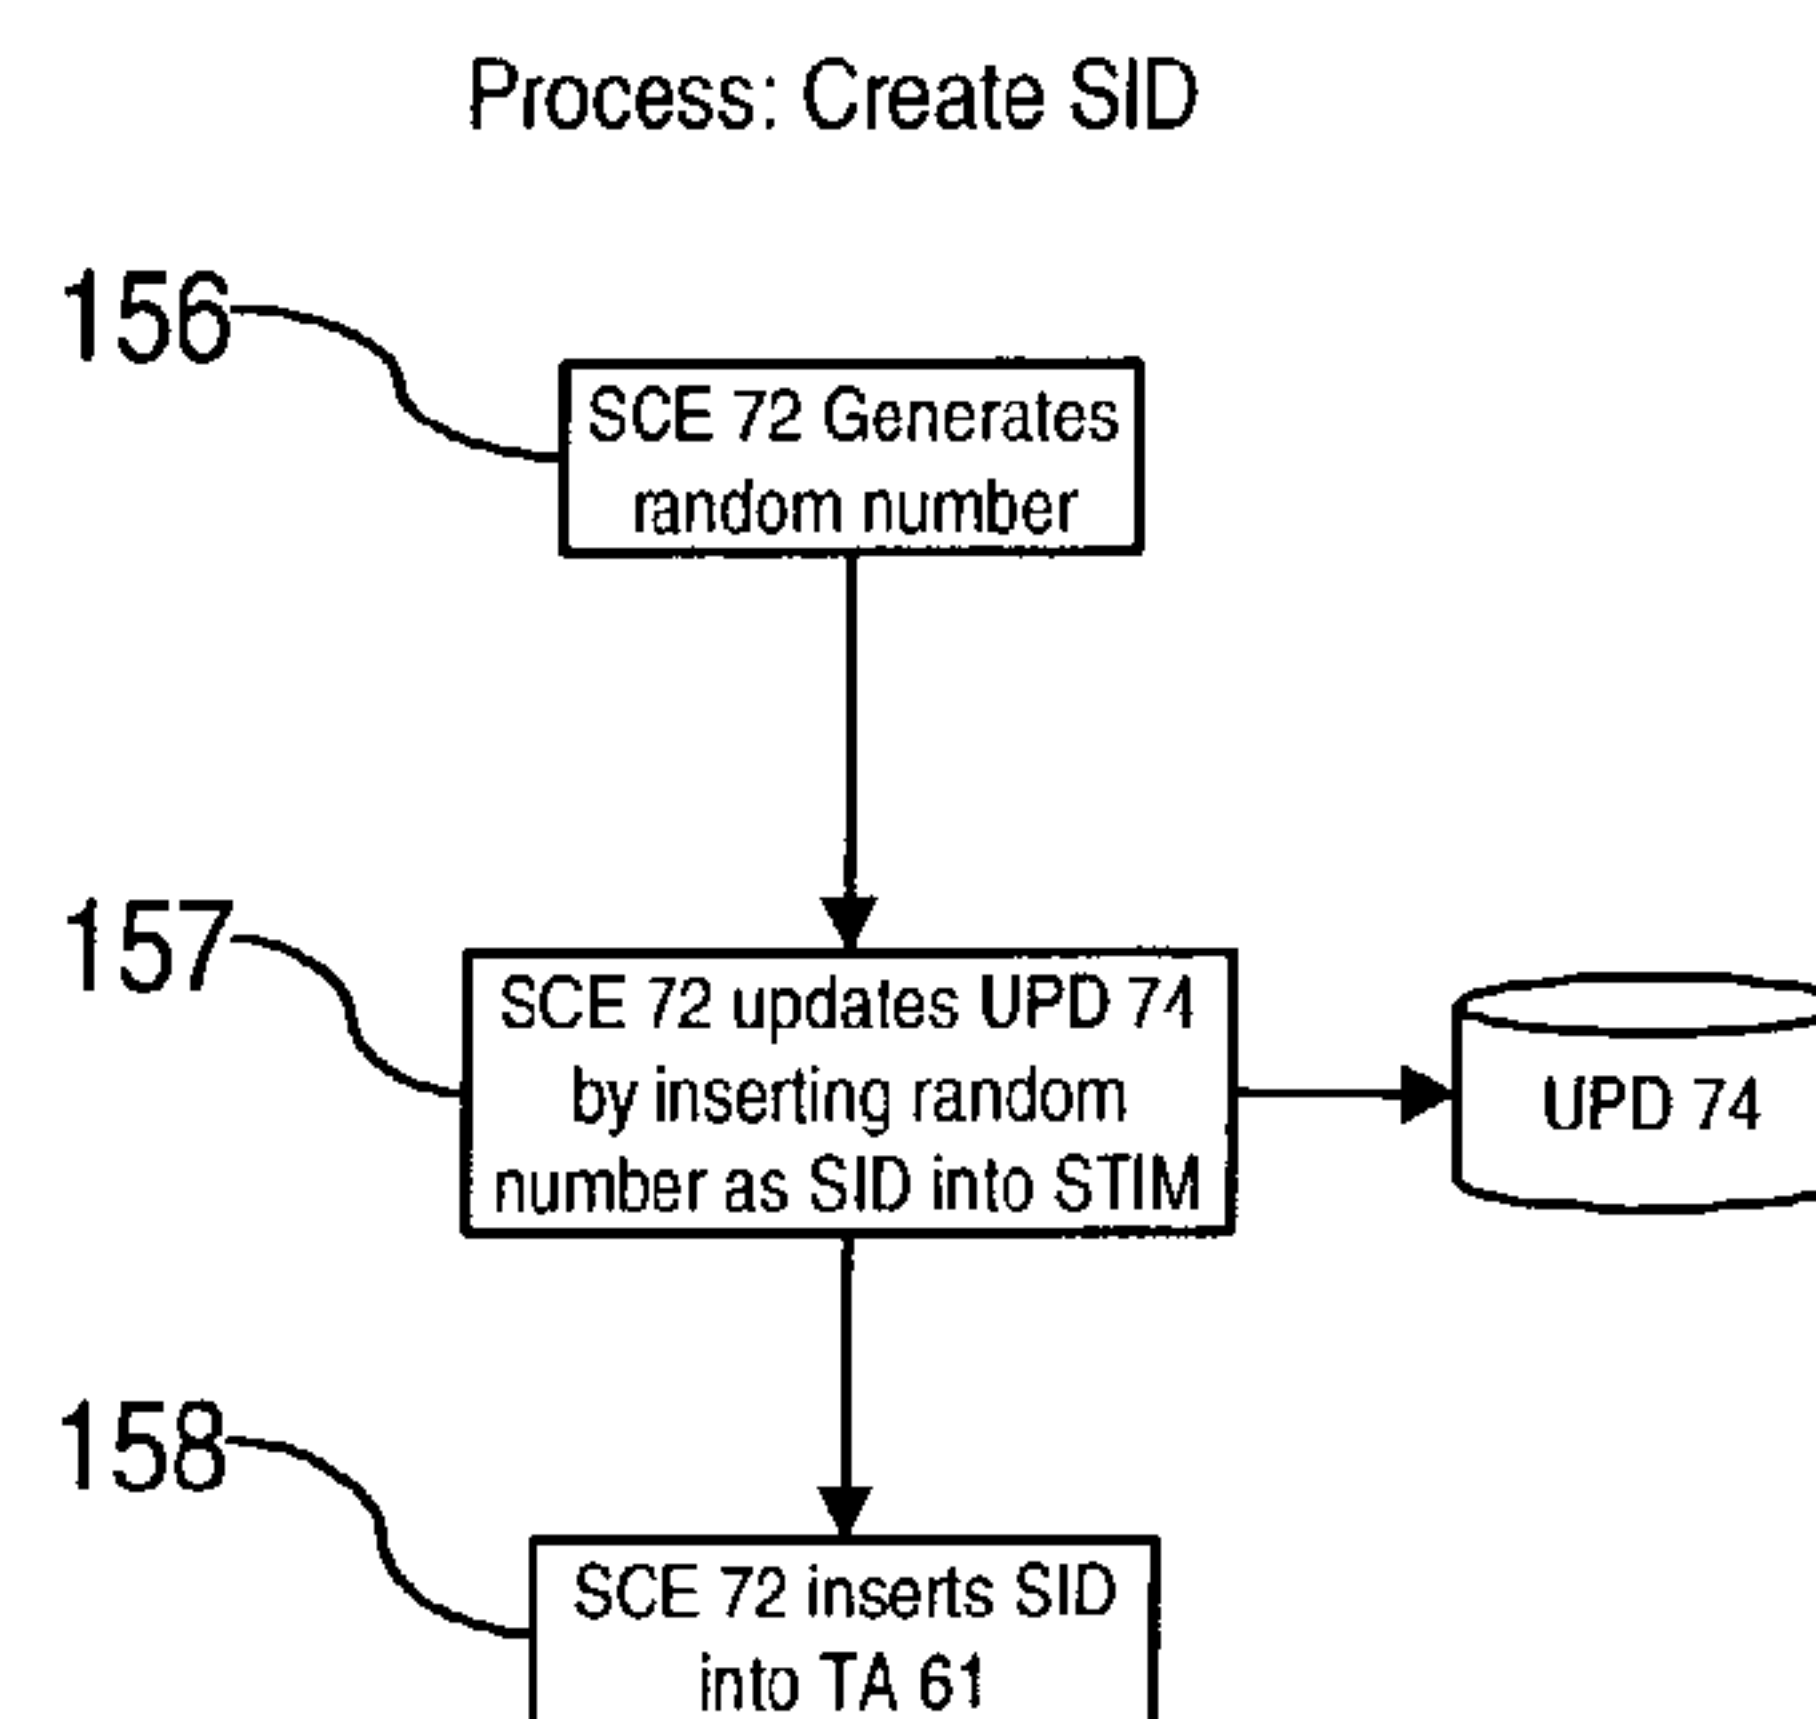 Process: Create SID
156
SCE 72 Generates
random number
157
SCE 72 updates UPD 74
by inserting random
number as SID into STIM
UPD 74
158
SCE 72 inserts SID
into TA 61